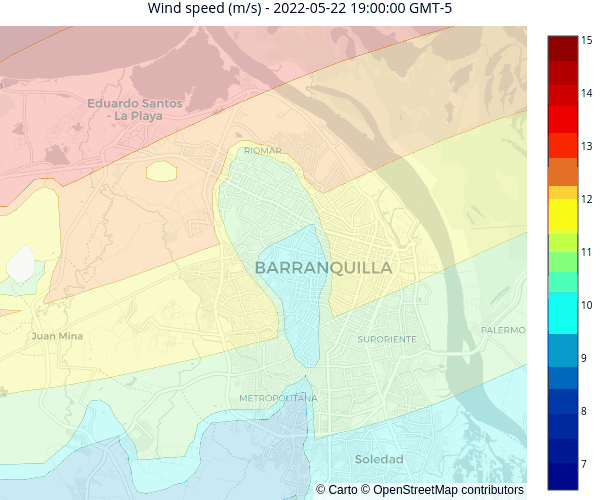 Wind speed (m/s) - 2022-05-22 19:00:00 GMT-5
Eduardo Santos
- La Playa
RIOMAR
BARRANQUILLA
Juan Mina
SURORIENTE
PALERMO
METROPOLITANA
Soledad
15
14
13
12
11
10
9
8
7
© Carto © OpenStreetMap contributors